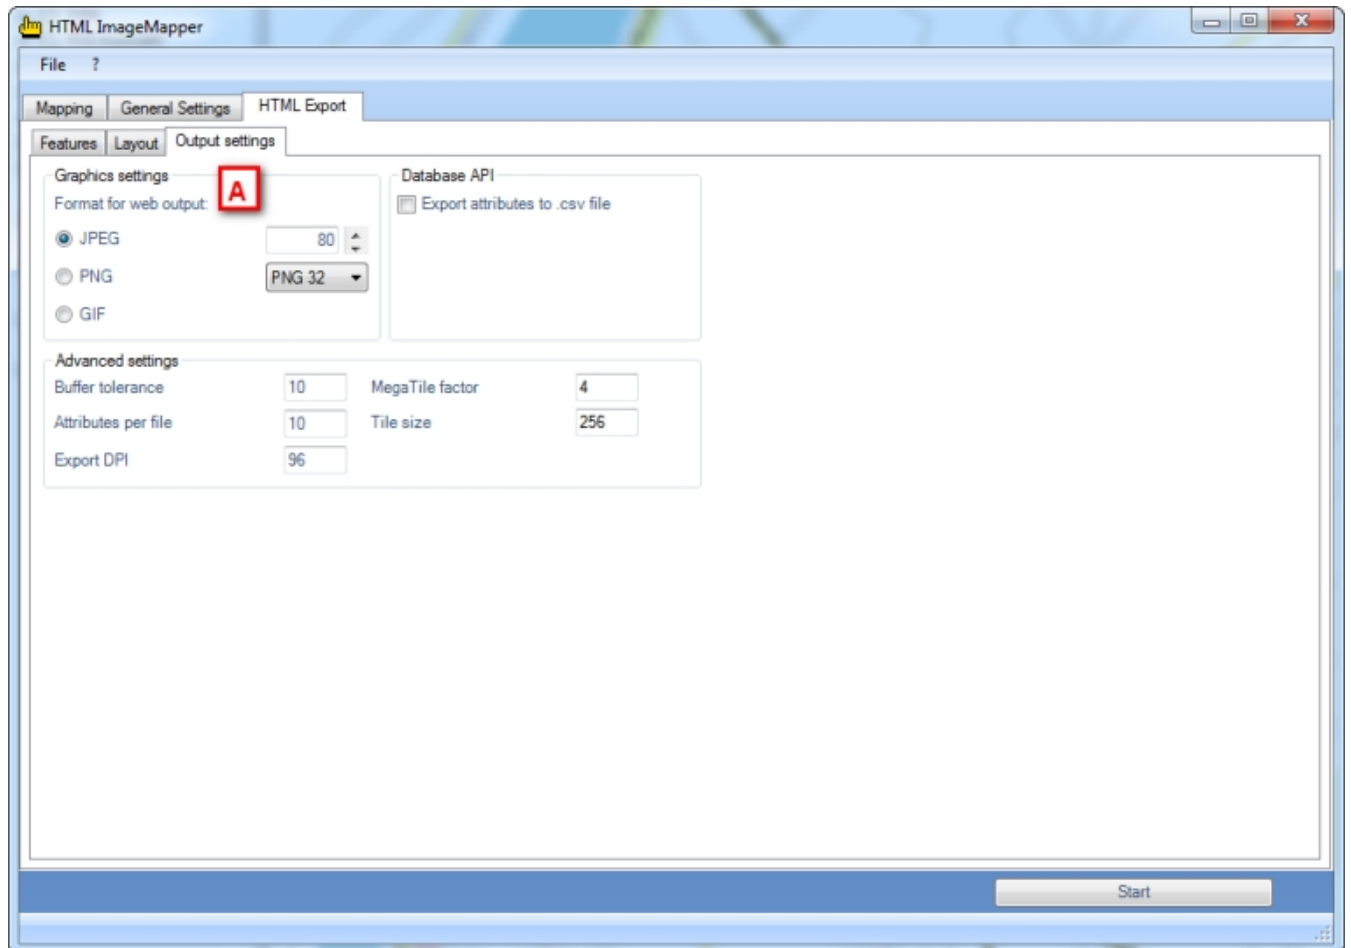 HTML ImageMapper
File ?
Mapping General Settings HTML Export
Features Layout Output settings
Graphics settings
A
Format for web output:
JPEG 80
PNG PNG 32
GIF
Database API
Export attributes to .csv file
Advanced settings
Buffer tolerance 10 MegaTile factor 4
Attributes per file 10 Tile size 256
Export DPI 96
Start